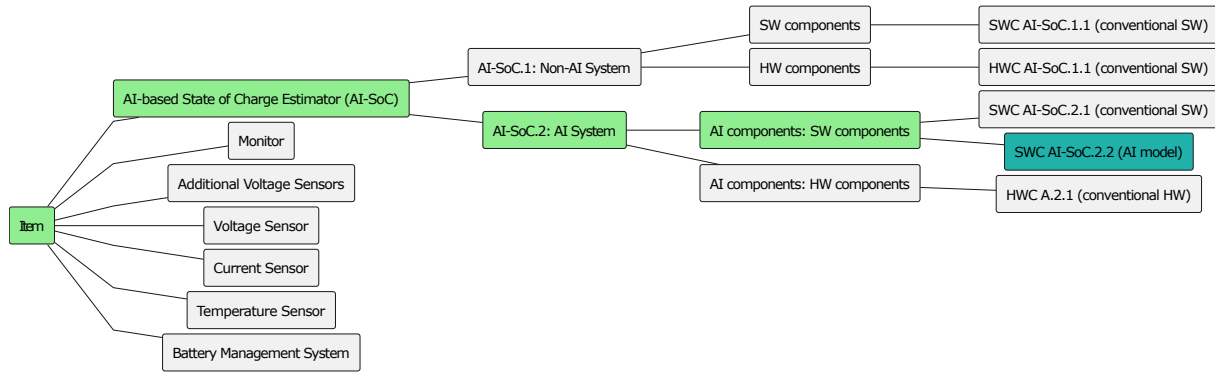 SW components
SWC AI-SoC.1.1 (conventional SW)
AI-SoC.1: Non-AI System
HW components
HWC AI-SoC.1.1 (conventional SW)
AI-based State of Charge Estimator (AI-SoC)
SWC AI-SoC.2.1 (conventional SW)
AI-SoC.2: AI System
AI components: SW components
Monitor
SWC AI-SoC.2.2 (AI model)
Additional Voltage Sensors
AI components: HW components
HWC A.2.1 (conventional HW)
Item
Voltage Sensor
Current Sensor
Temperature Sensor
Battery Management System